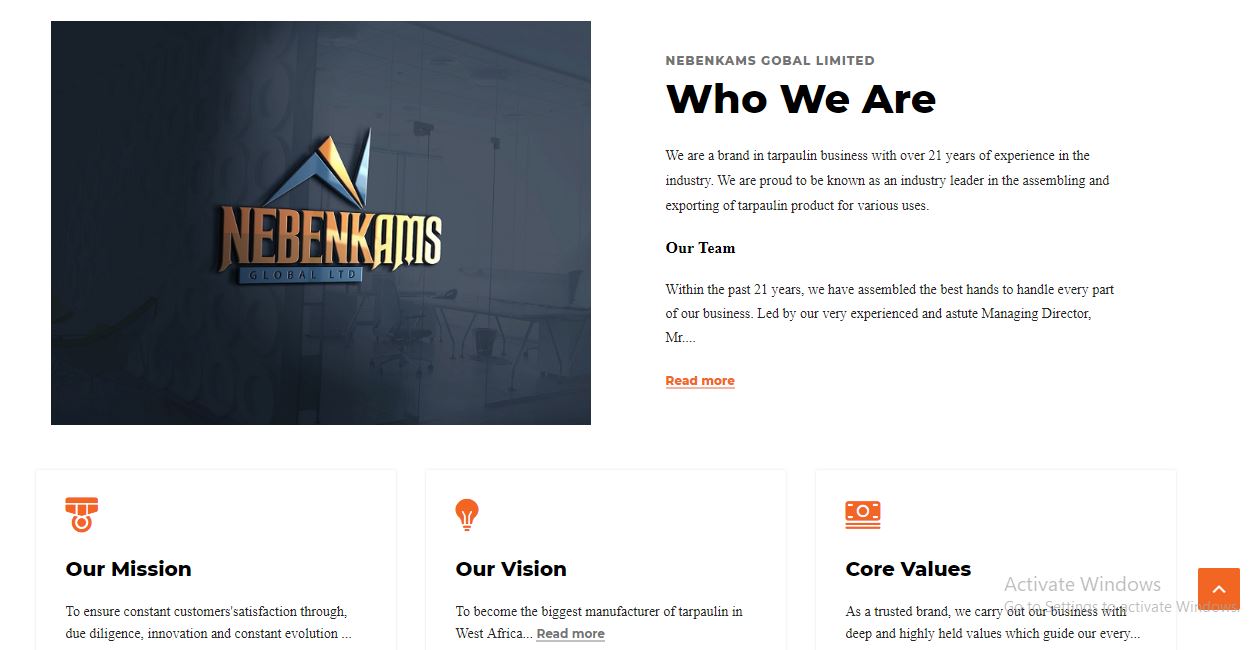 NEBENKAMS
GLOBAL LTD
NEBENKAMS GOBAL LIMITED
Who We Are
We are a brand in tarpaulin business with over 21 years of experience in the
industry. We are proud to be known as an industry leader in the assembling and
exporting of tarpaulin product for various uses.
Our Team
Within the past 21 years, we have assembled the best hands to handle every part
of our business. Led by our very experienced and astute Managing Director,
Mr....
Read more
Our Mission
To ensure constant customers'satisfaction through,
due diligence, innovation and constant evolution ...
Our Vision
To become the biggest manufacturer of tarpaulin in
West Africa... Read more
Core Values
As a trusted brand, we carry out our business with
deep and highly held values which guide our every...
Activate Windows
Go to Settings to activate Windows.